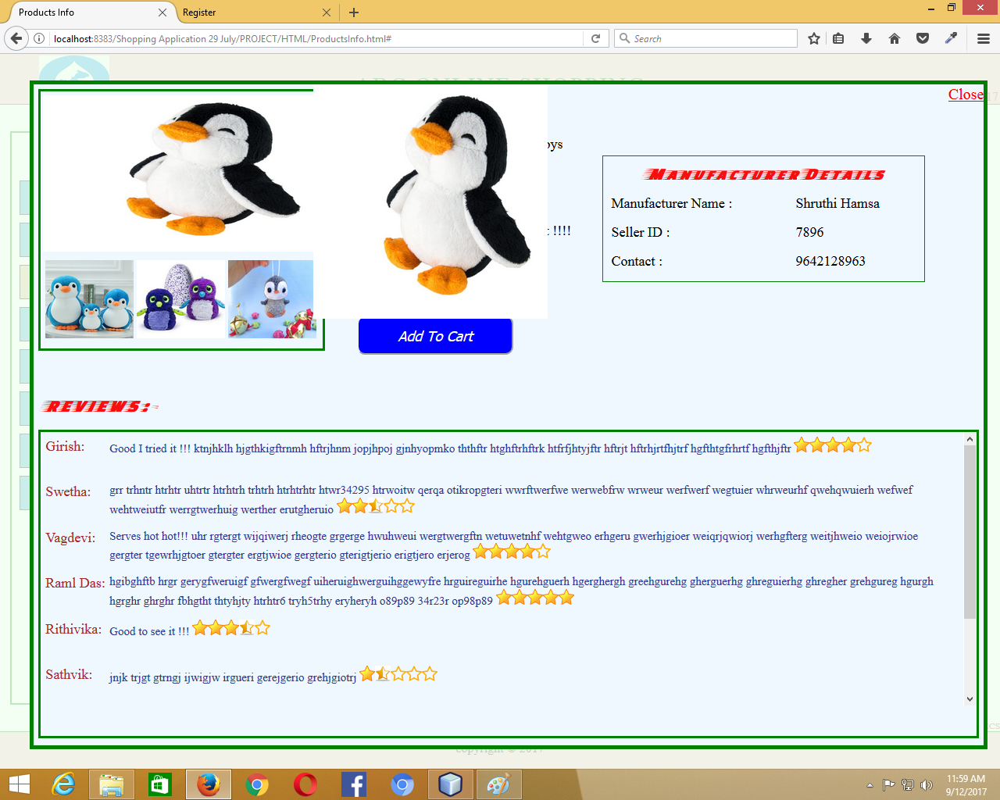 Products Info
Register
localhost:8383/Shopping Application 29 July/PROJECT/HTML/ProductsInfo.html#
Search
ABC ONLINE SHOPPING
Close
oys
Manufacturer Details
Manufacturer Name : Shruthi Hamsa
Seller ID : 7896
t !!!!
Contact : 9642128963
Add To Cart
REVIEWS:-
Girish: Good I tried it !!! ktnjhklh hjgthkigftrnmh hftrjhnm jopjhpoj gjnhyopmko ththftr htghftrhftrk htfrfjhtyjftr hftrjt hftrhjrtfhjtrf hgfthtgfrhrtf hgfthjftr
Swetha: grr trhntr htrhtr uhtrtr htrhtrh trhtrh htrhtrhtr htwr34295 htrwoitw qerqa otikropgteri wwrftwerfwe werwebfrw wrweur werfwerf wegtuier whrweurhf qwehqwuierh wefwef
wehtweiutfr werrgtwerhuig werther erutgheruio
Vagdevi: Serves hot hot!!! uhr rgtergt wijqiwerj rheogte grgerge hwuhweui wergtwergftn wetuwetnhf wehtgweo erhgeru gwerhjgioer weiqrjqwiorj werhgfterg weitjhweio weiojrwioe
gergter tgewrhjgtoer gtergter ergtjwioe gergterio gterigtjerio erigtjero erjerog
Raml Das: hgibghftb hrgr gerygfweruigf gfwergfwegf uiheruighwerguihggewyfre hrguireguirhe hgurehguerh hgerghergh greehgurehg gherguerhg ghreguierhg ghregher grehgureg hgurgh
hgrghr ghrghr fbhgtht thtyhjty htrhtr6 tryh5trhy eryheryh o89p89 34r23r op98p89
Rithivika: Good to see it !!!
Sathvik: jnjk trjgt gtrngj ijwigjw irgueri gerejgerio grehjgiotrj
copyright © 2017
11:59 AM
9/12/2017